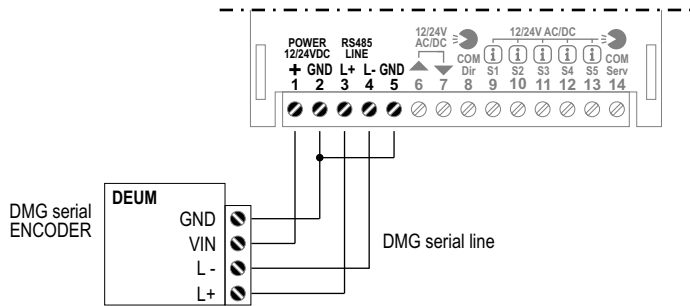 12/24V AC/DC
12/24V
AC/DC
POWER
12/24VDC
RS485
LINE
COM
Dir
S1 S2 S3 S4 S5
COM
Serv
+ GND L+ L- GND
1 2 3 4 5 6 7 8 9 10 11 12 13 14
DMG serial
ENCODER
DEUM
GND
VIN
L -
L+
DMG serial line